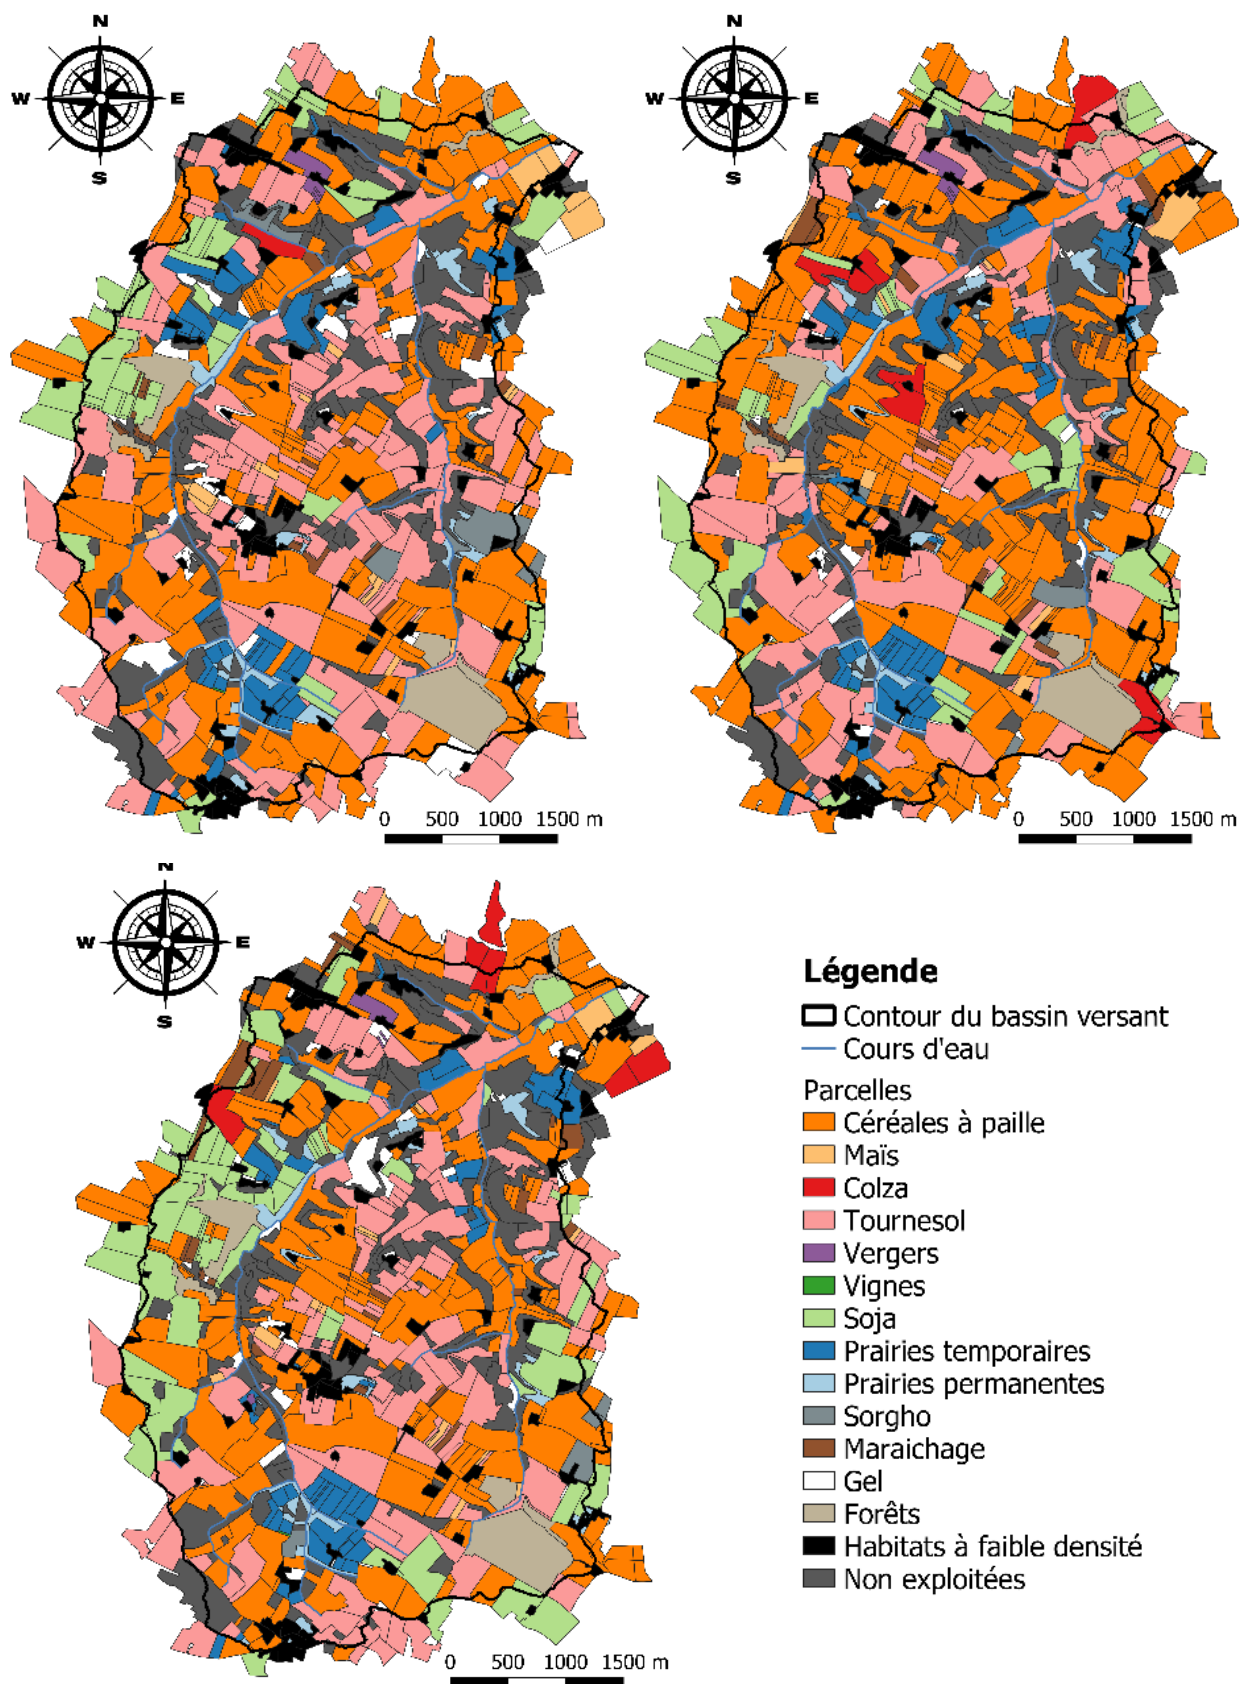 N
W E
S
0 500 1000 1500 m
N
W E
S
0 500 1000 1500 m
N
W E
S
0 500 1000 1500 m
Légende
Contour du bassin versant
Cours d'eau
Parcelles
Céréales à paille
Maïs
Colza
Tournesol
Vergers
Vignes
Soja
Prairies temporaires
Prairies permanentes
Sorgho
Maraichage
Gel
Forêts
Habitats à faible densité
Non exploitées